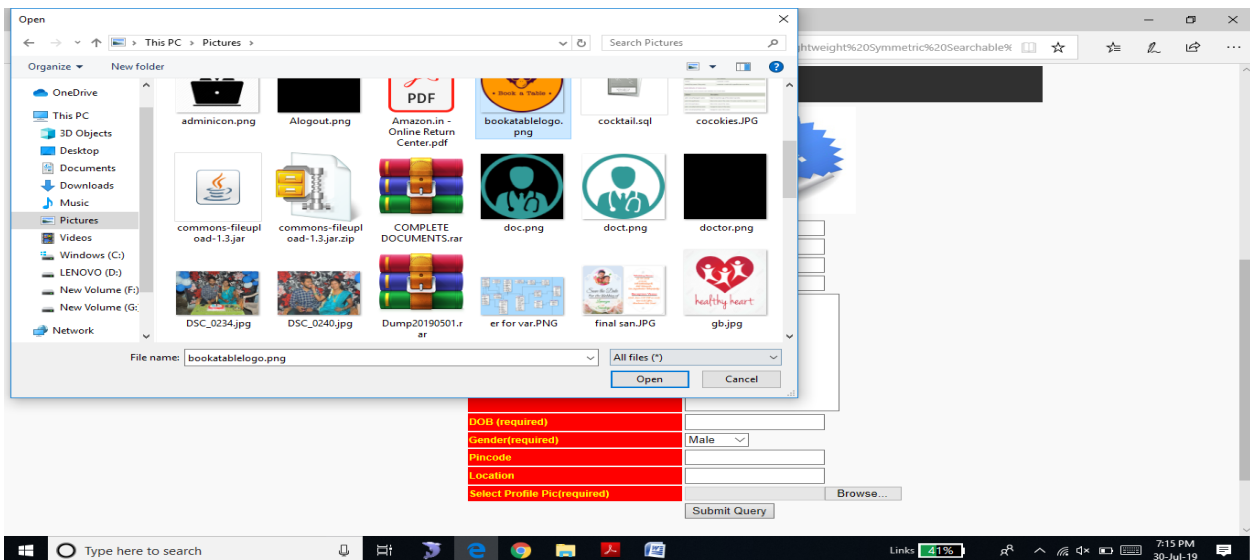 Open
This PC > Pictures >
Search Pictures
htweight%20Symmetric%20Searchable%
Organize
New folder
OneDrive
This PC
3D Objects
Desktop
Documents
Downloads
Music
Pictures
Videos
Windows (C:)
LENOVO (D:)
New Volume (F:)
New Volume (G:
Network
PDF
• Book a Table •
adminicon.png
Alogout.png
Amazon.in -
Online Return
Center.pdf
bookatablelogo.
png
cocktail.sql
cocokies.JPG
commons-fileupl
oad-1.3.jar
commons-fileupl
oad-1.3.jar.zip
COMPLETE
DOCUMENTS.rar
doc.png
doct.png
doctor.png
healthy heart
DSC_0234.jpg
DSC_0240.jpg
Dump20190501.r
ar
er for var.PNG
final san.JPG
gb.jpg
File name: bookatablelogo.png
All files (*)
Open
Cancel
DOB (required)
Gender(required)
Male
Pincode
Location
Select Profile Pic(required)
Browse...
Submit Query
Type here to search
Links 41%
7:15 PM
30-Jul-19